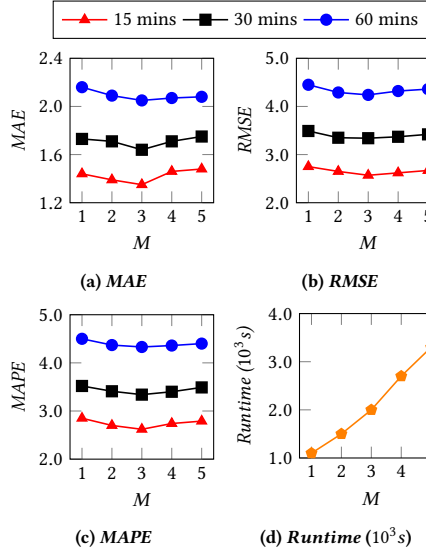 15 mins 30 mins 60 mins
2.4
2.0
1.6
1.2
MAE
1 2 3 4 5
M
(a) MAE
5.0
4.0
3.0
2.0
RMSE
1 2 3 4 5
M
(b) RMSE
5.0
4.0
3.0
2.0
MAPE
1 2 3 4 5
M
(c) MAPE
4.0
3.0
2.0
1.0
Runtime (10³s)
1 2 3 4
M
(d) Runtime (10³s)